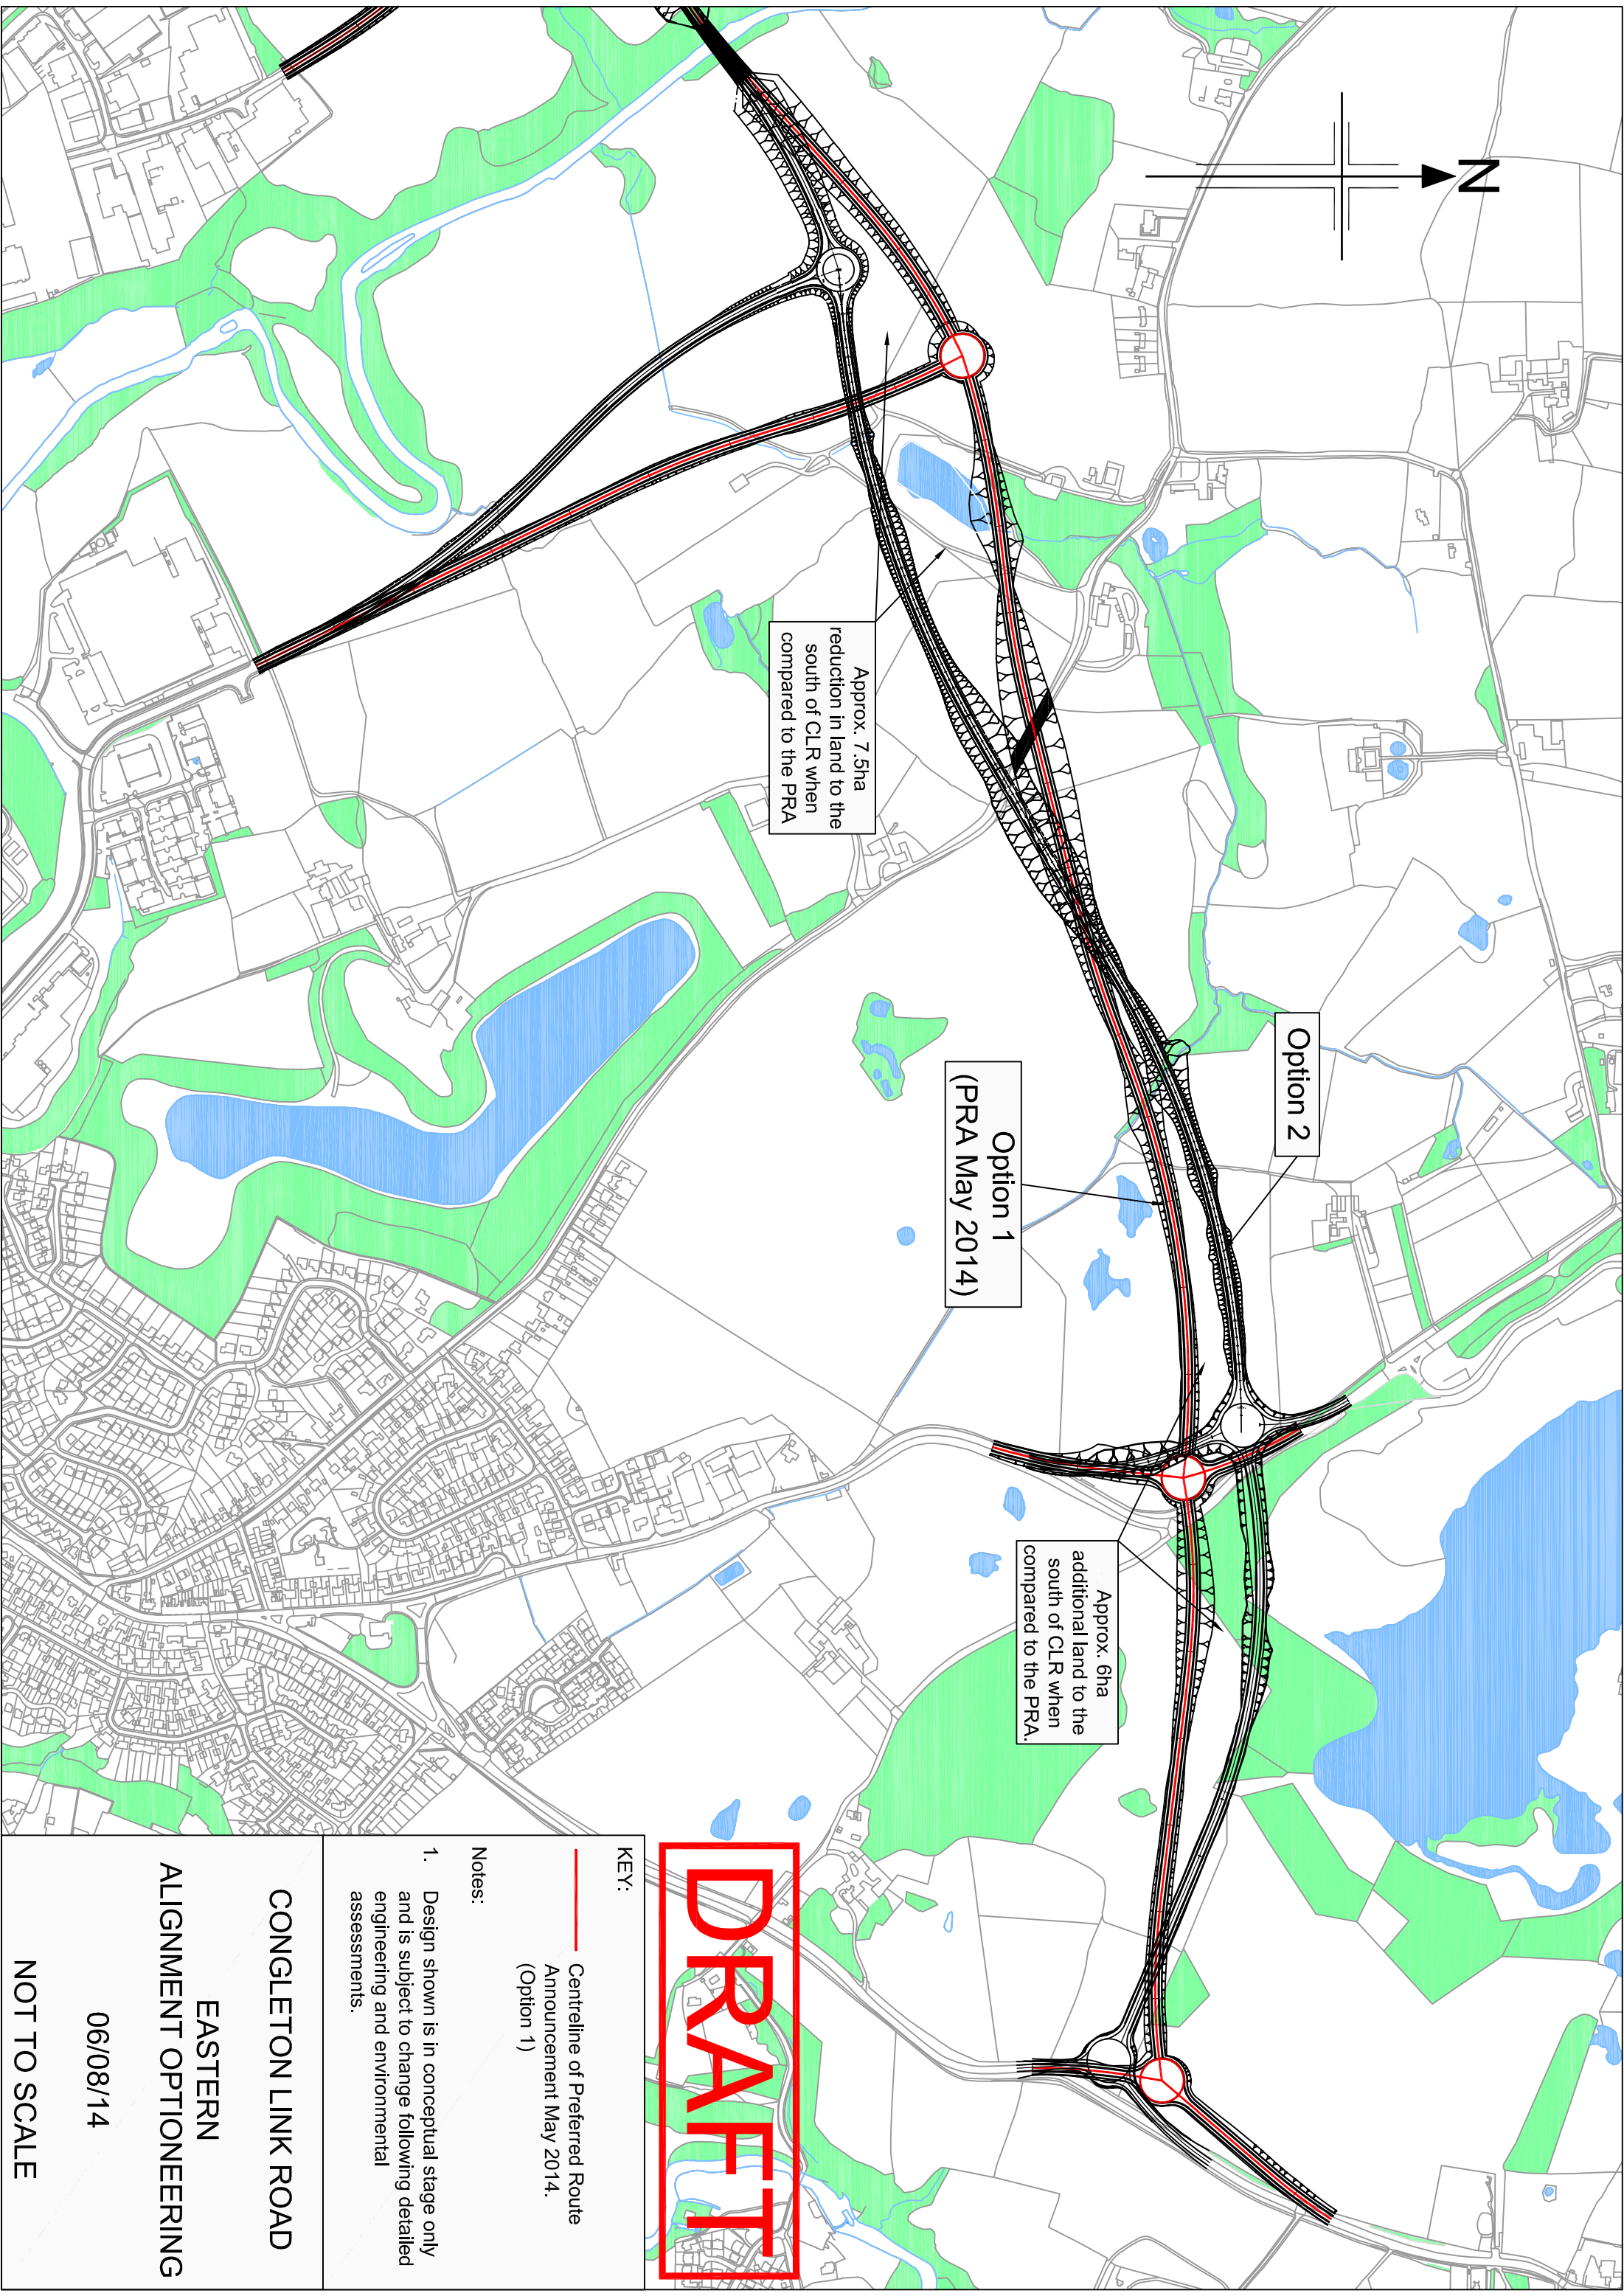 N
Approx. 7.5ha
reduction in land to the
south of CLR when
compared to the PRA
Option 2
Option 1
(PRA May 2014)
Approx. 6ha
additional land to the
south of CLR when
compared to the PRA.
DRAFT
KEY:
Centreline of Preferred Route
Announcement May 2014.
(Option 1)
Notes:
1. Design shown is in conceptual stage only
and is subject to change following detailed
engineering and environmental
assessments.
CONGLETON LINK ROAD
EASTERN
ALIGNMENT OPTIONEERING
06/08/14
NOT TO SCALE